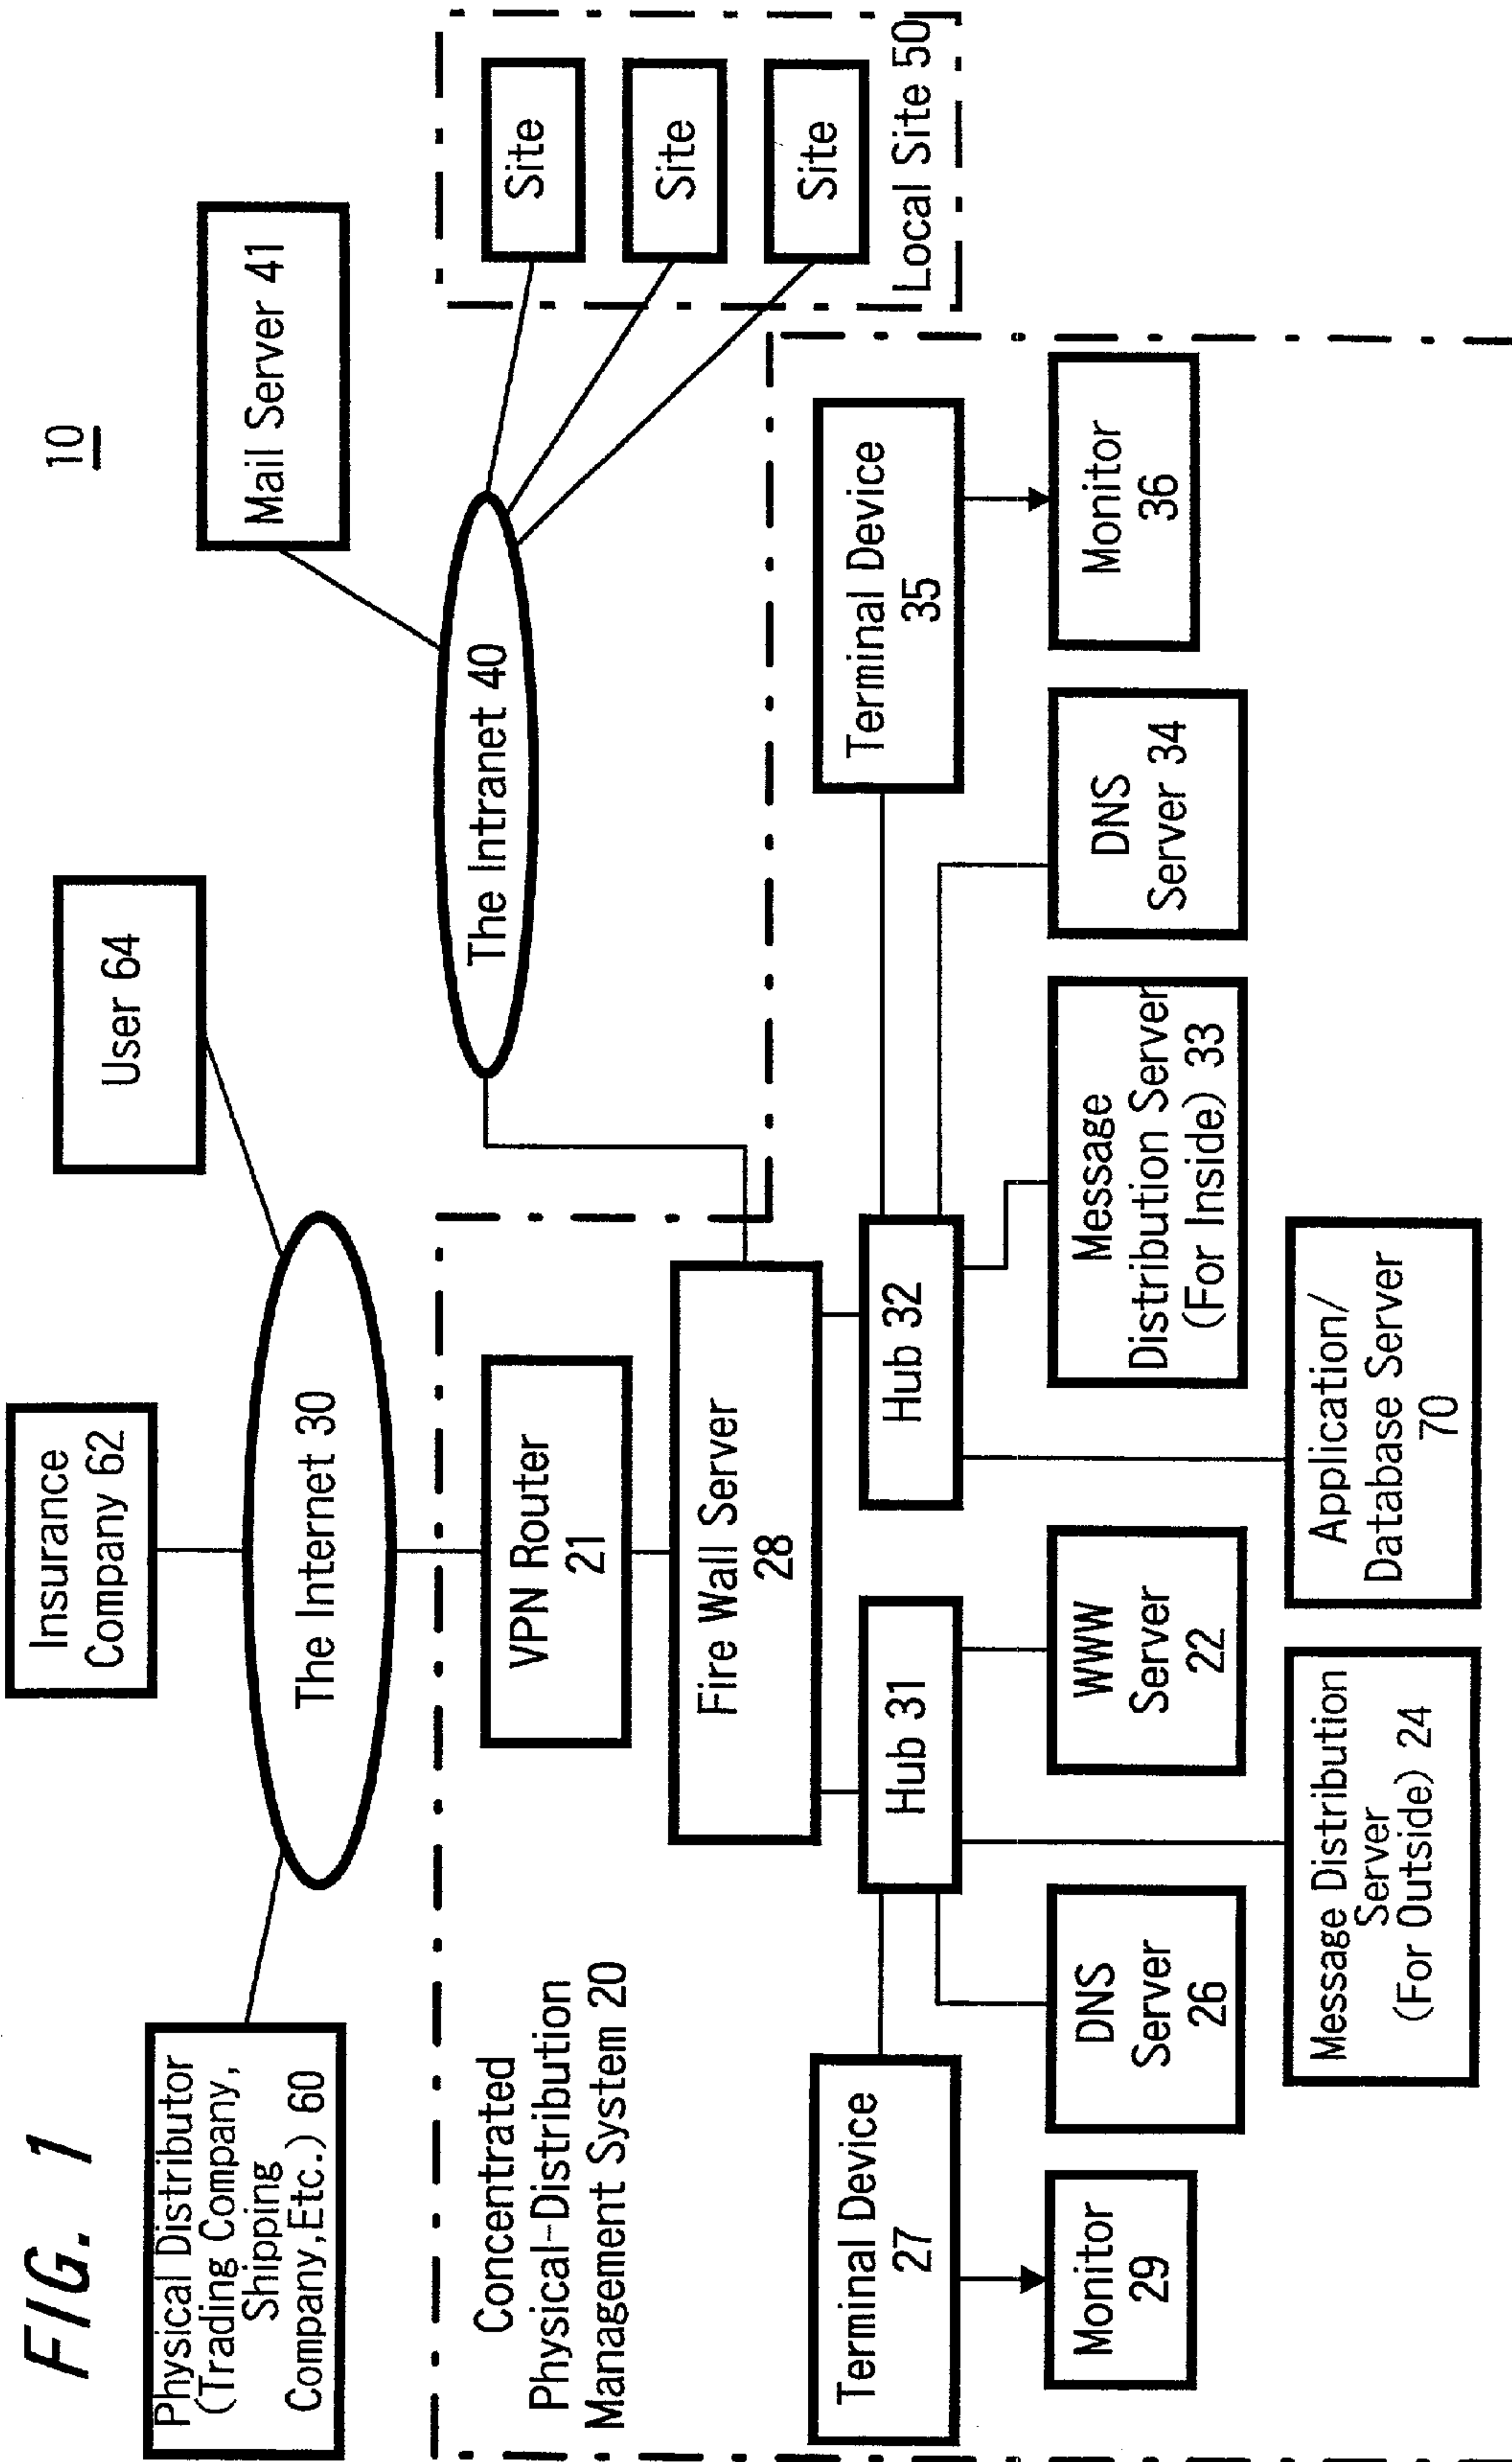 FIG. 1
10
Physical Distributor
(Trading Company,
Shipping
Company,Etc.) 60
Insurance
Company 62
User 64
Mail Server 41
The Internet 30
The Intranet 40
Site
Site
Site
Local Site 50
Concentrated
Physical-Distribution
Management System 20
VPN Router
21
Fire Wall Server
28
Hub 31
Hub 32
Terminal Device
27
Terminal Device
35
Monitor
29
DNS
Server
26
WWW
Server
22
Message
Distribution Server
(For Inside) 33
DNS
Server 34
Monitor
36
Message Distribution
Server
(For Outside) 24
Application/
Database Server
70